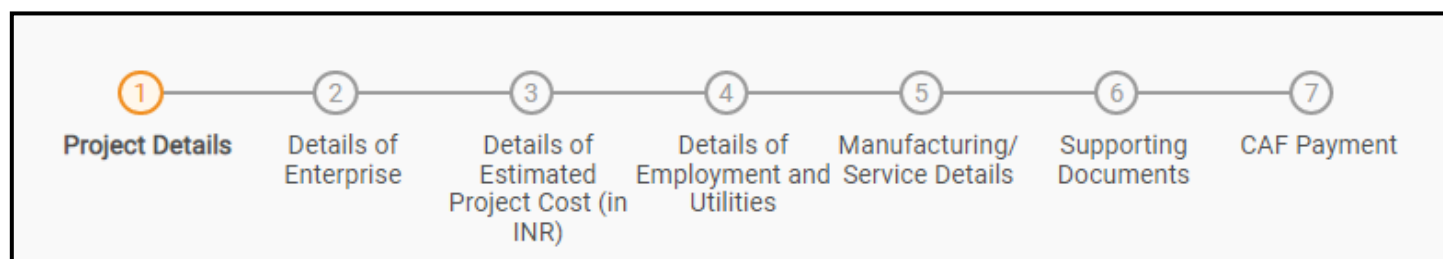 1
2
3
4
5
6
7
Project Details
Details of
Enterprise
Details of
Estimated
Project Cost (in
INR)
Details of
Employment and
Utilities
Manufacturing/
Service Details
Supporting
Documents
CAF Payment